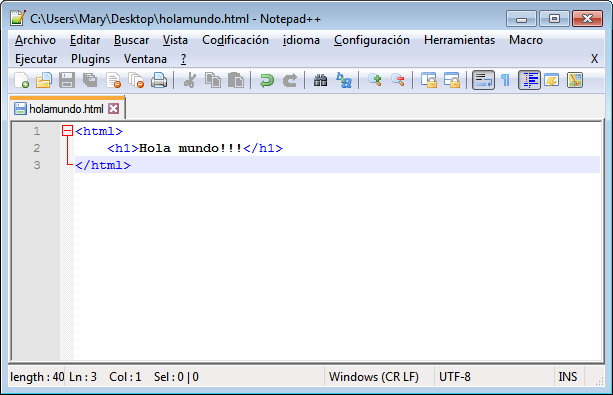 C:\Users\Mary\Desktop\holamundo.html - Notepad++
Archivo Editar Buscar Vista Codificación idioma Configuración Herramientas Macro
Ejecutar Plugins Ventana ? X
holamundo.html
1 <html>
2 <h1>Hola mundo!!!</h1>
3 </html>
length : 40 Ln : 3 Col : 1 Sel : 0 | 0 Windows (CR LF) UTF-8 INS